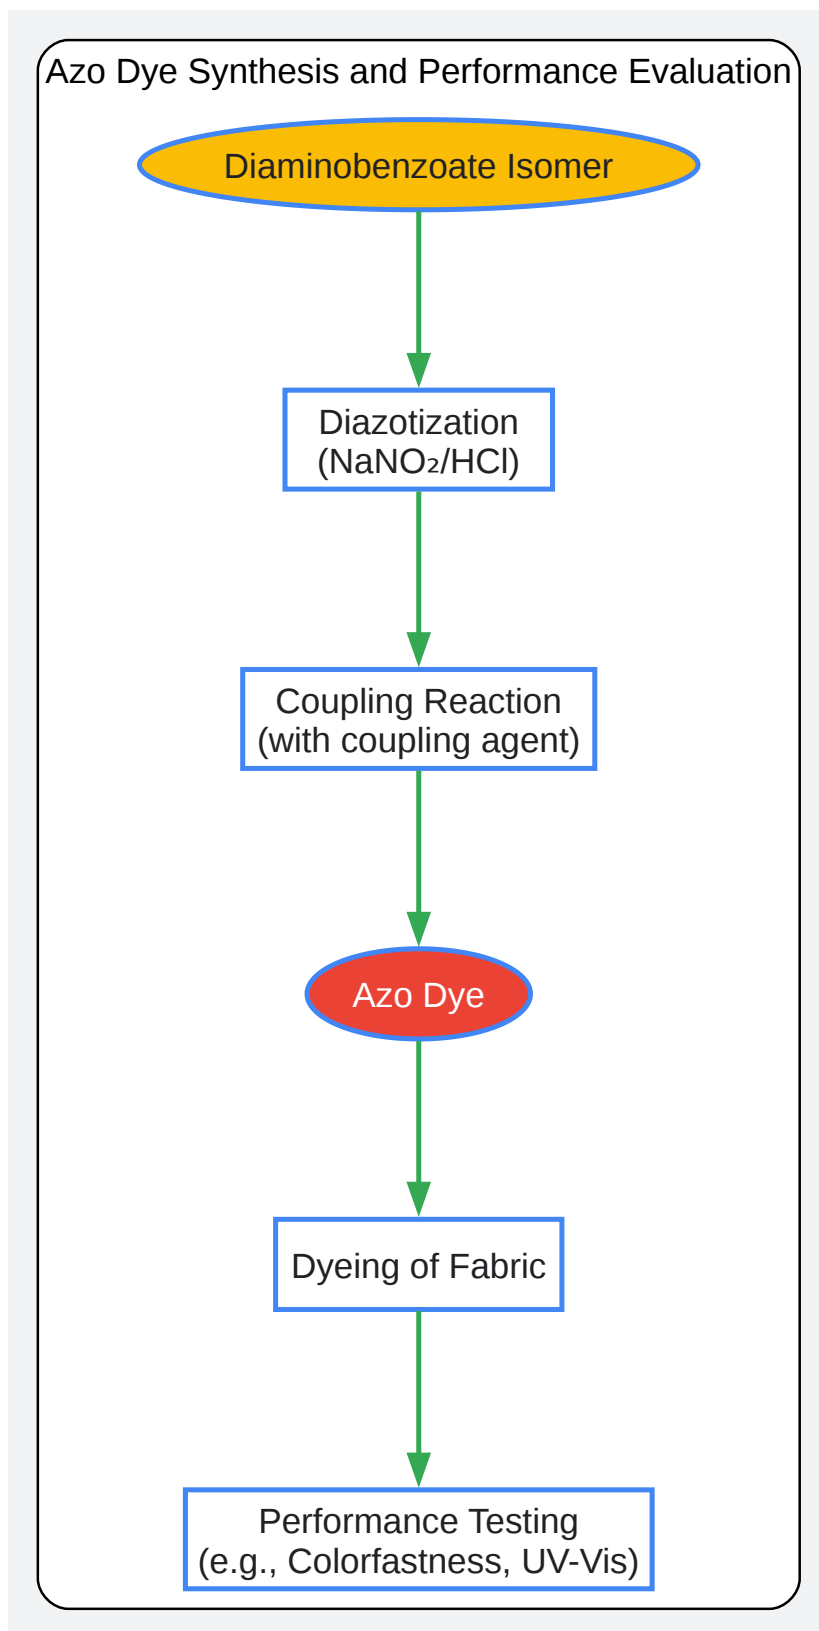 Azo Dye Synthesis and Performance Evaluation
Diaminobenzoate Isomer
Diazotization
(NaNO₂/HCl)
Coupling Reaction
(with coupling agent)
Azo Dye
Dyeing of Fabric
Performance Testing
(e.g., Colorfastness, UV-Vis)